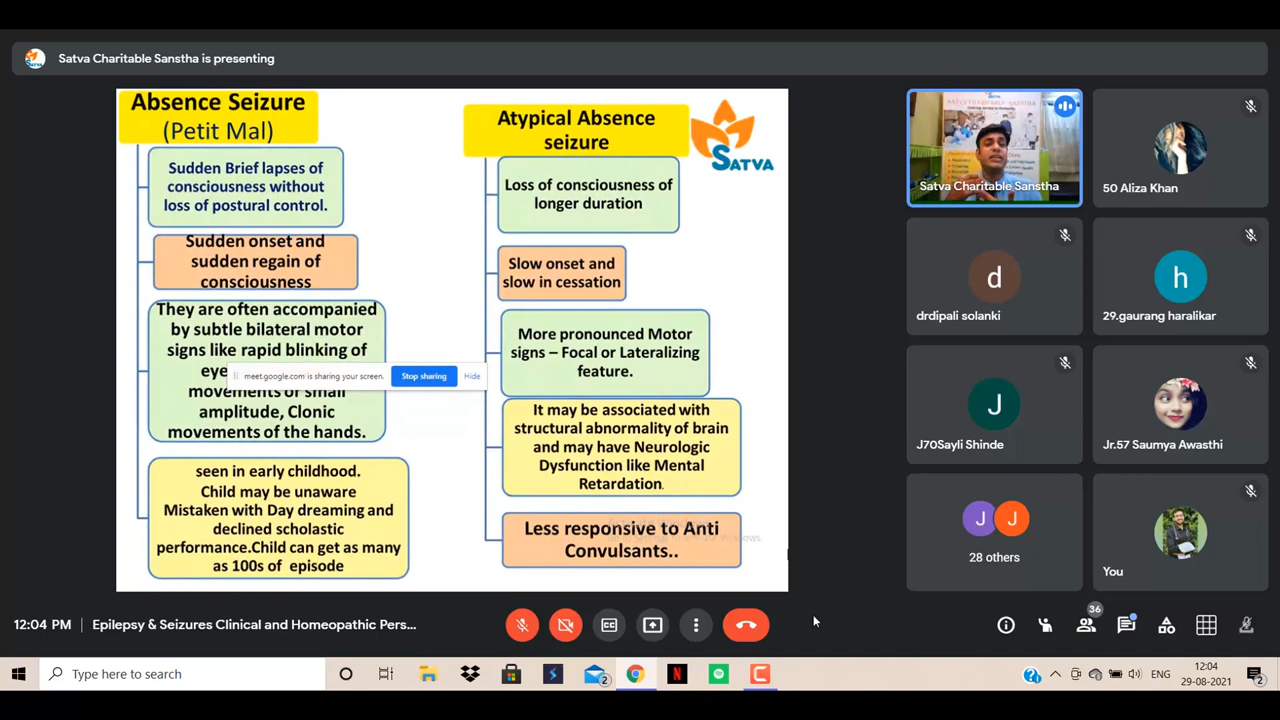 Satva Charitable Sanstha is presenting
Absence Seizure
(Petit Mal)
Sudden Brief lapses of
consciousness without
loss of postural control.
Sudden onset and
sudden regain of
consciousness
They are often accompanied
by subtle bilateral motor
signs like rapid blinking of
eye
movements of small
amplitude, Clonic
movements of the hands.
seen in early childhood.
Child may be unaware
Mistaken with Day dreaming and
declined scholastic
performance.Child can get as many
as 100s of episode
meet.google.com is sharing your screen.
Stop sharing
Hide
Atypical Absence
seizure
Loss of consciousness of
longer duration
Slow onset and
slow in cessation
More pronounced Motor
signs – Focal or Lateralizing
feature.
It may be associated with
structural abnormality of brain
and may have Neurologic
Dysfunction like Mental
Retardation.
Less responsive to Anti
Convulsants..
SATVA
Satva Charitable Sanstha
50 Aliza Khan
d
drdipali solanki
h
29.gaurang haralikar
J
J70Sayli Shinde
Jr.57 Saumya Awasthi
J
J
28 others
You
12:04 PM
Epilepsy & Seizures Clinical and Homeopathic Pers...
36
Type here to search
2
ENG
12:04
29-08-2021
2